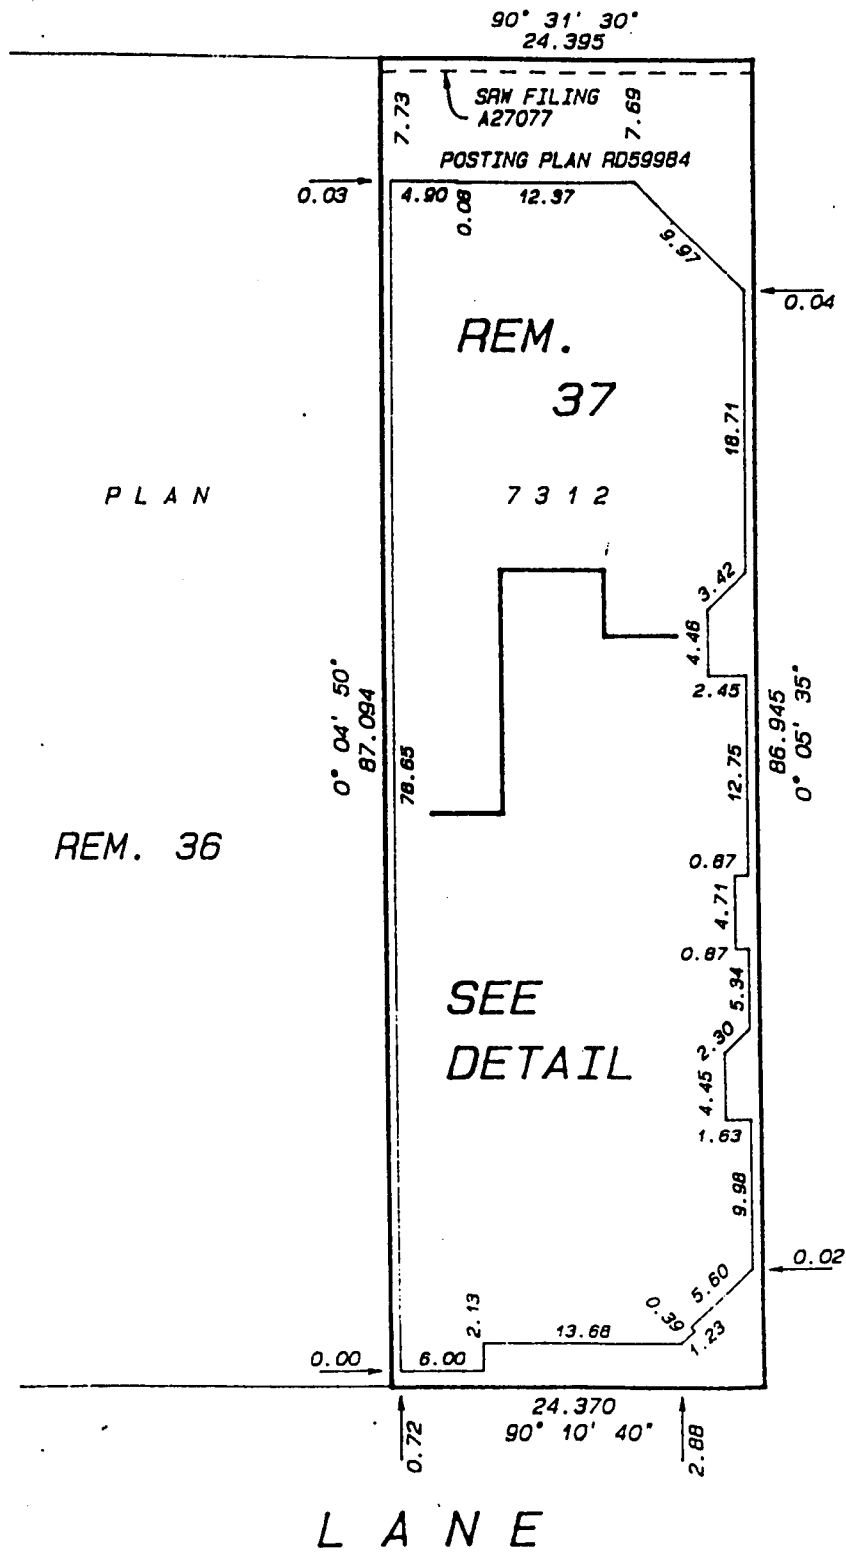 90° 31' 30"
24.395
SRW FILING
A27077
7.73
7.69
POSTING PLAN RD59984
0.03
4.90
0.08
12.37
9.97
0.04
REM.
37
18.71
PLAN
7312
3.42
4.46
2.45
0° 04' 50"
87.094
78.65
86.945
0° 05' 35"
12.75
REM. 36
0.87
4.71
0.87
5.34
SEE
DETAIL
2.30
4.45
1.63
9.98
0.02
5.60
0.39
1.23
2.13
13.68
0.00
6.00
24.370
90° 10' 40"
0.72
2.88
LANE